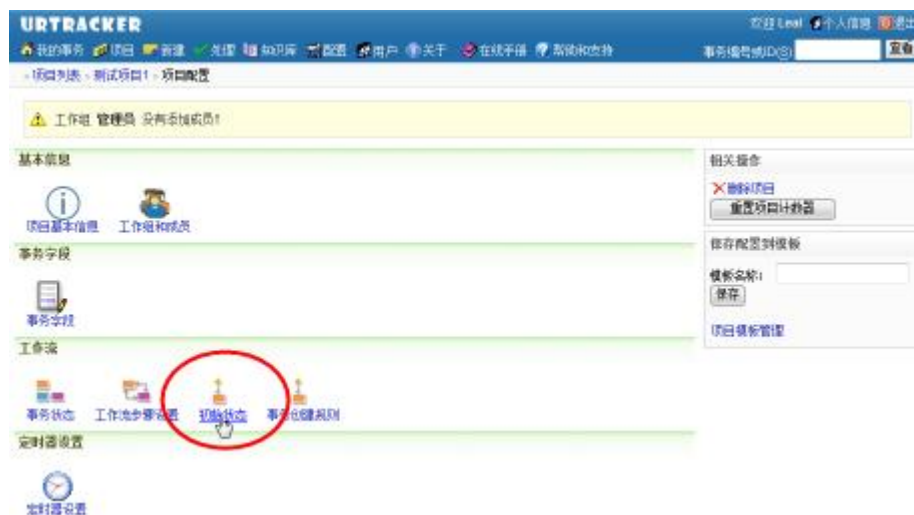 URTRACKER
欢迎 Leal 个人信息 退出
我的事务 项目 新建 处理 知识库 配置 用户 关于 在线手册 帮助和支持 事务编号或ID(S) 查看
项目列表 测试项目1 项目配置
工作组 管理员 没有添加成员!
基本信息
项目基本信息 工作组和成员
事务字段
事务字段
工作流
事务状态 工作流步骤设置 初始状态 事务创建规则
定时器设置
定时器设置
相关操作
删除项目
重置项目计数器
保存配置到模板
模板名称:
保存
项目模板管理